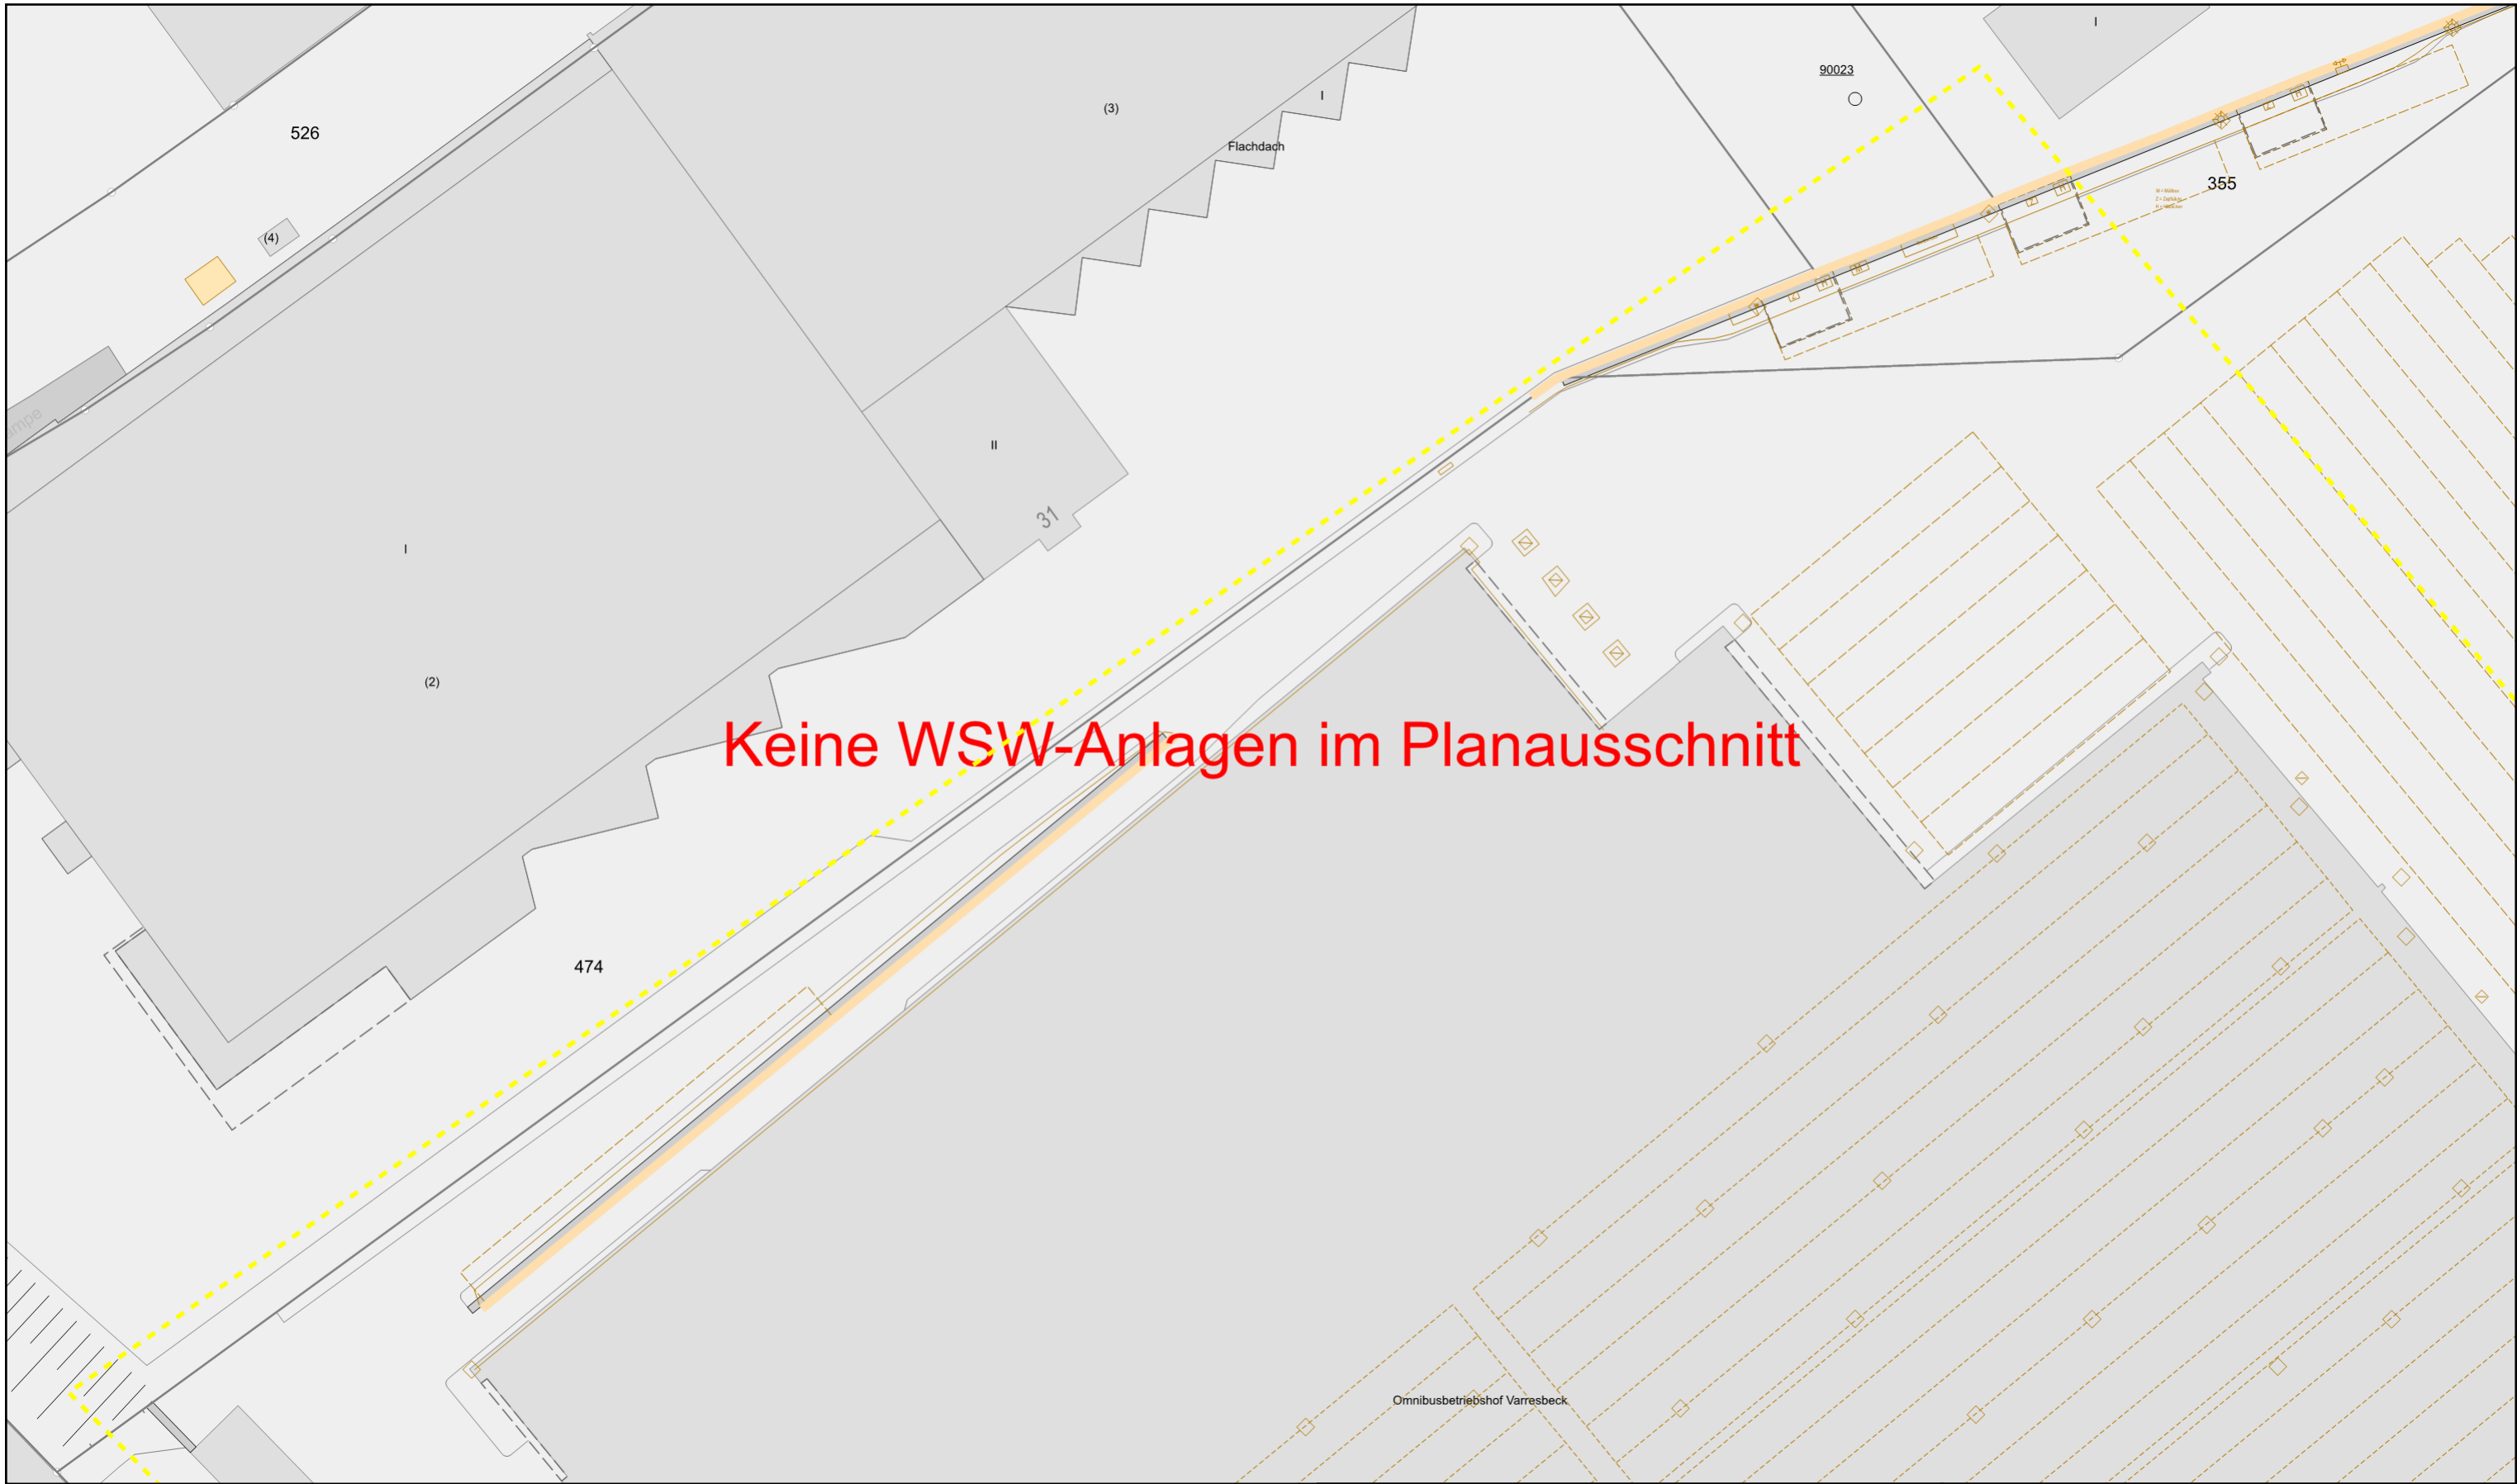 I
90023
(3)
I
526
Flachdach
355
(4)
II
31
I
(2)
Keine WSW-Anlagen im Planausschnitt
474
Omnibusbetriebshof Varresbeck